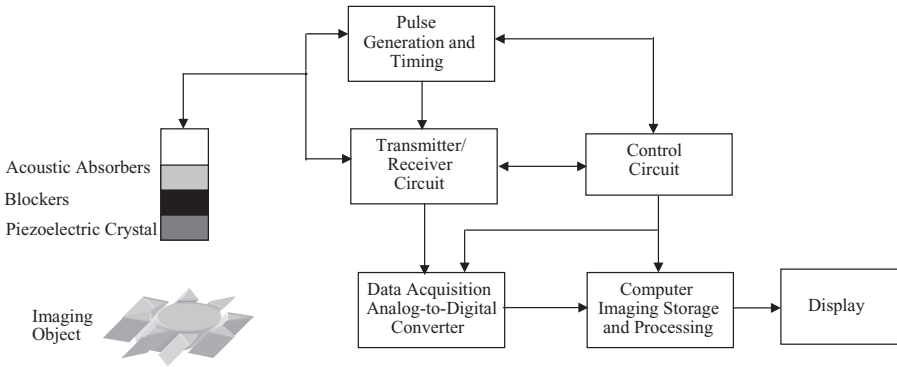 Pulse
Generation and
Timing
Acoustic Absorbers
Blockers
Piezoelectric Crystal
Transmitter/
Receiver
Circuit
Control
Circuit
Imaging
Object
Data Acquisition
Analog-to-Digital
Converter
Computer
Imaging Storage
and Processing
Display